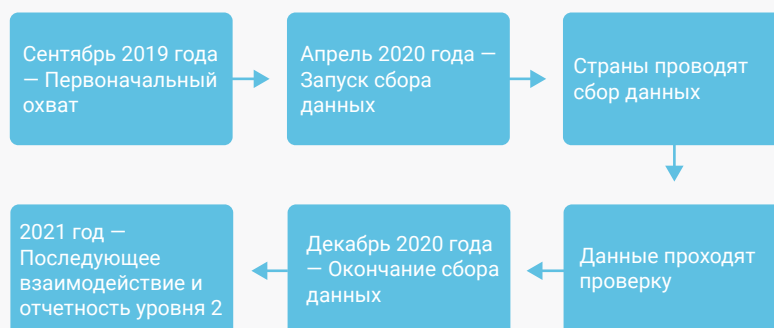 Сентябрь 2019 года
— Первоначальный
охват
Апрель 2020 года —
Запуск сбора
данных
Страны проводят
сбор данных
Данные проходят
проверку
Декабрь 2020 года
— Окончание сбора
данных
2021 год —
Последующее
взаимодействие и
отчетность уровня 2